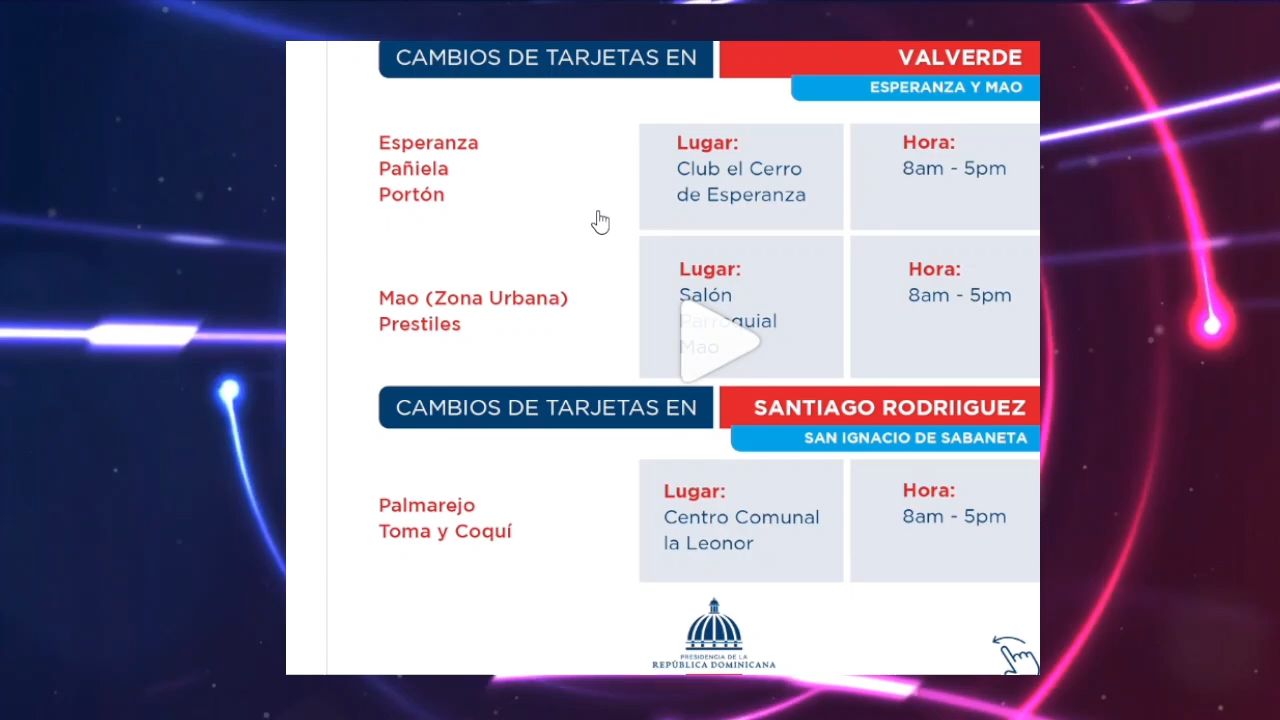 CAMBIOS DE TARJETAS EN VALVERDE
ESPERANZA Y MAO
Esperanza
Pañiela
Portón
Lugar:
Club el Cerro
de Esperanza
Hora:
8am - 5pm
Mao (Zona Urbana)
Prestiles
Lugar:
Salón
Parroquial
Mao
Hora:
8am - 5pm
CAMBIOS DE TARJETAS EN SANTIAGO RODRIIGUEZ
SAN IGNACIO DE SABANETA
Palmarejo
Toma y Coquí
Lugar:
Centro Comunal
la Leonor
Hora:
8am - 5pm
PRESIDENCIA DE LA
REPÚBLICA DOMINICANA